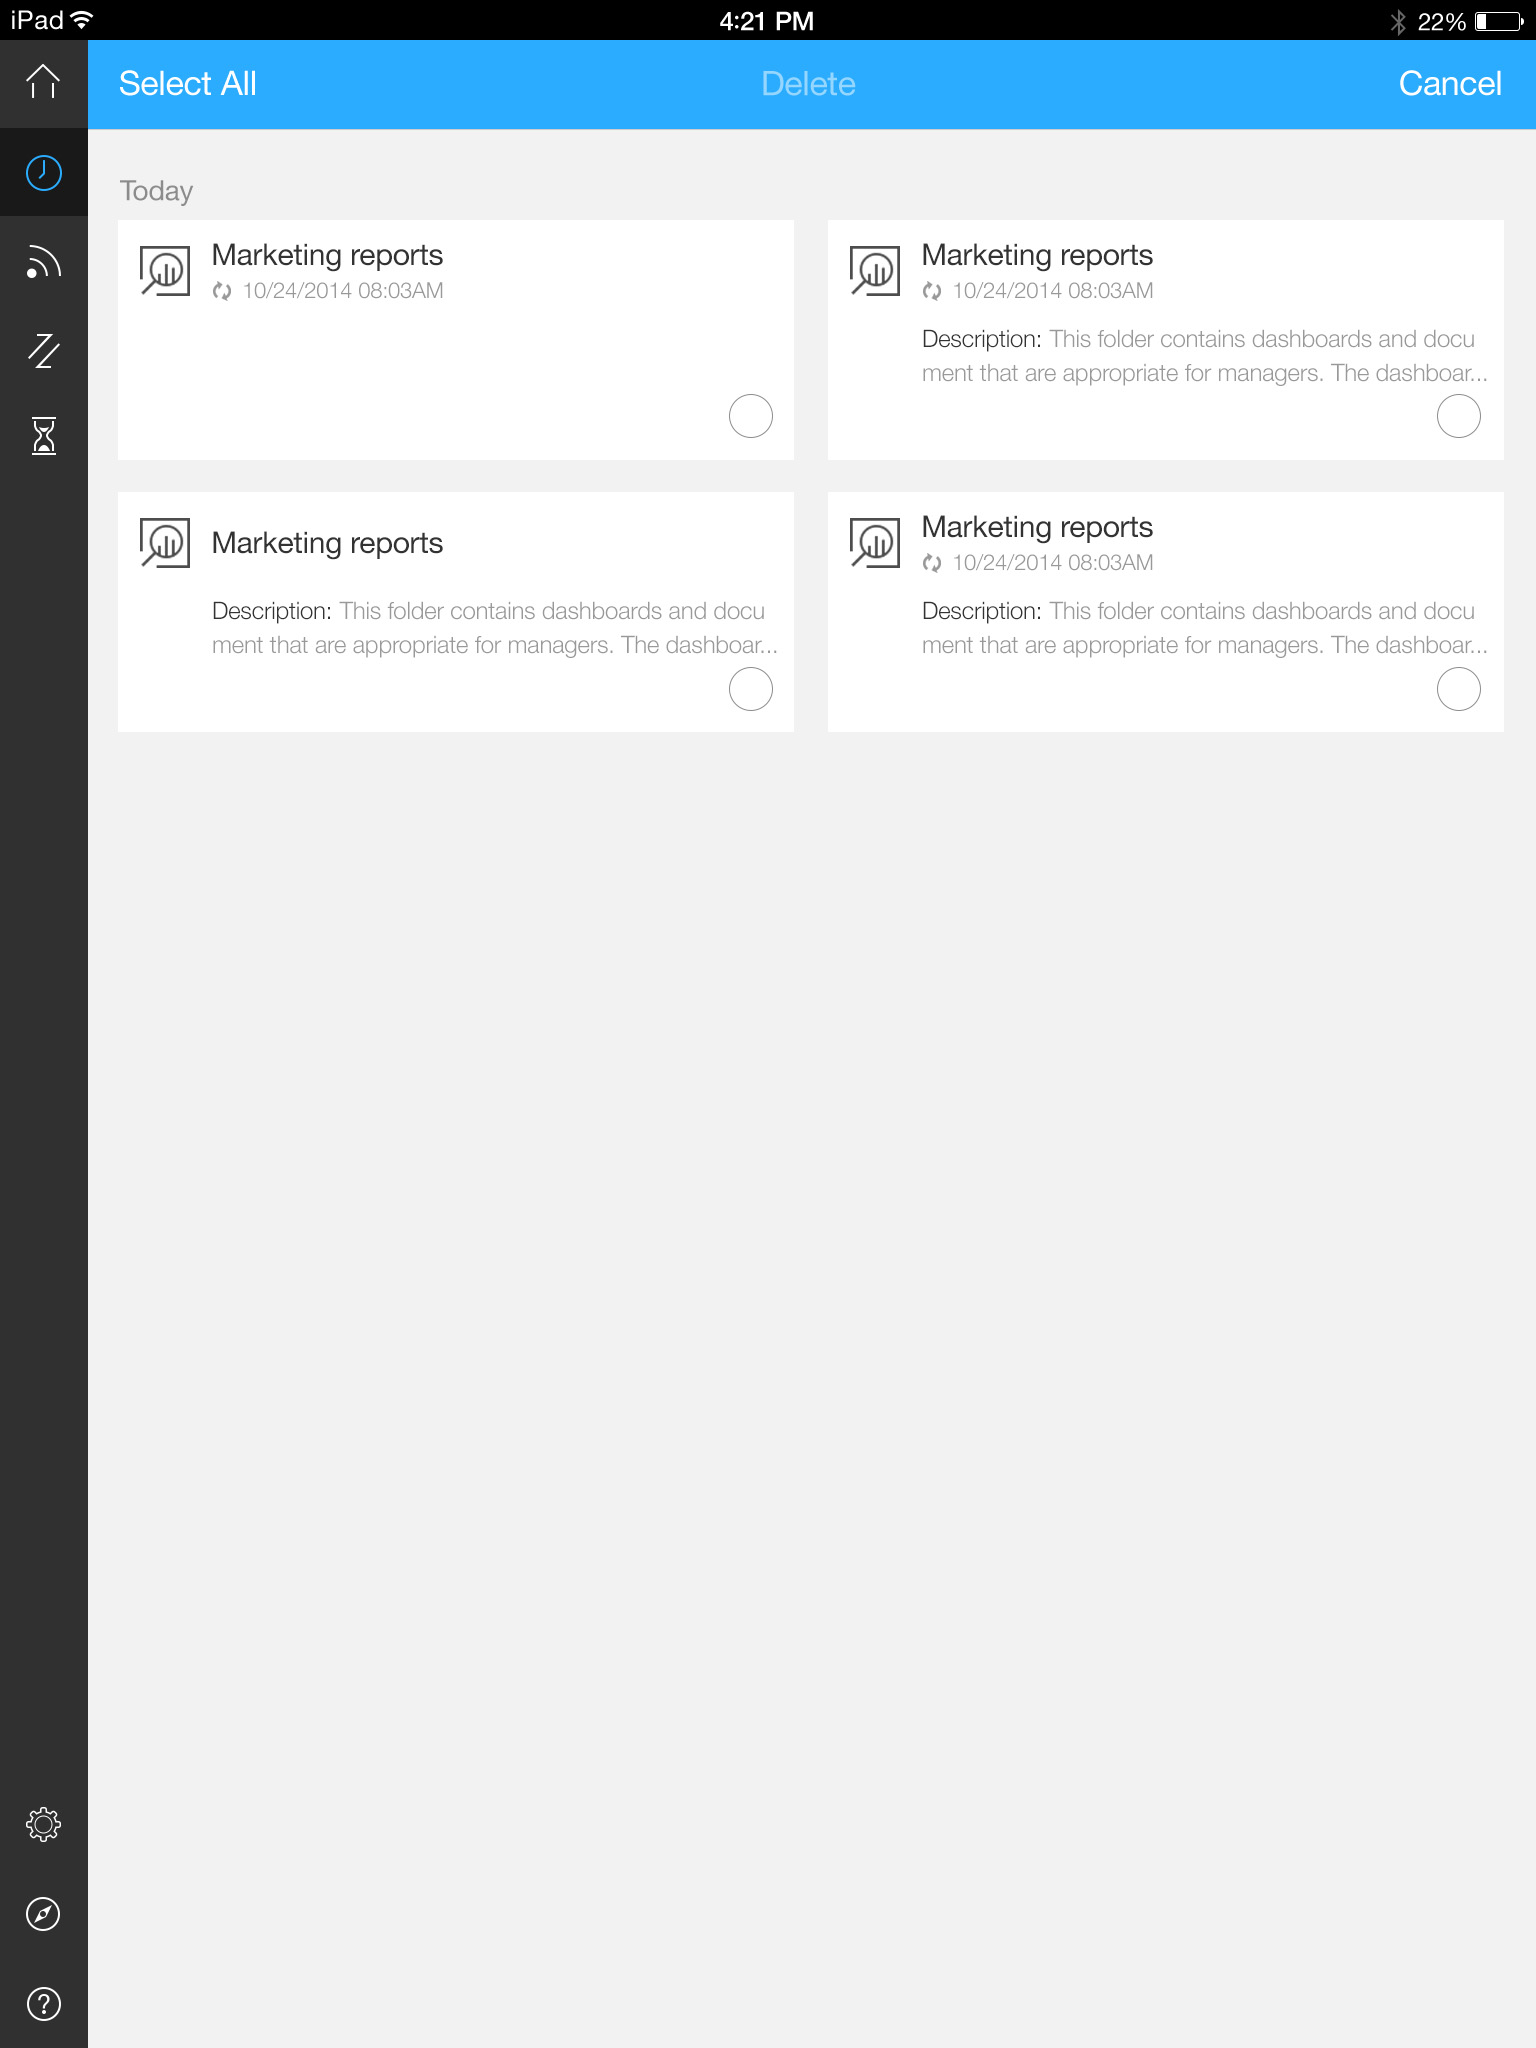 iPad 4:21 PM 22%
Select All Delete Cancel
Today
Marketing reports
10/24/2014 08:03AM
Marketing reports
10/24/2014 08:03AM
Description: This folder contains dashboards and docu
ment that are appropriate for managers. The dashboar...
Marketing reports
Description: This folder contains dashboards and docu
ment that are appropriate for managers. The dashboar...
Marketing reports
10/24/2014 08:03AM
Description: This folder contains dashboards and docu
ment that are appropriate for managers. The dashboar...